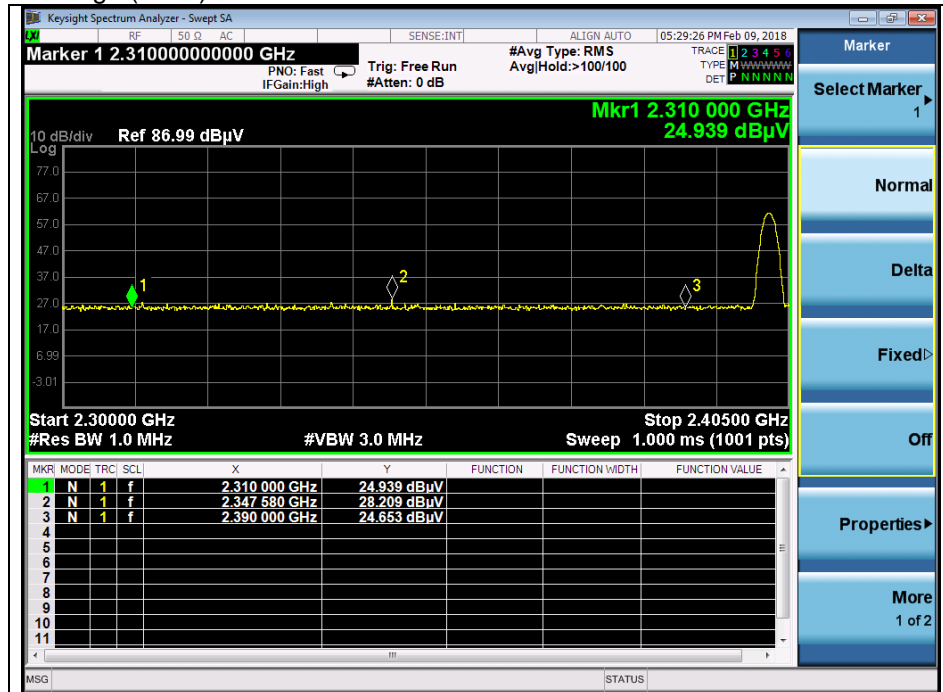 Keysight Spectrum Analyzer - Swept SA
LXI RF 50 Ω AC SENSE:INT ALIGN AUTO 05:29:26 PM Feb 09, 2018
Marker 1 2.310000000000 GHz
PNO: Fast
IFGain:High
Trig: Free Run
#Atten: 0 dB
#Avg Type: RMS
Avg|Hold:>100/100
TRACE 1 2 3 4 5 6
TYPE M WWWWW
DET P N N N N N
Mkr1 2.310 000 GHz
24.939 dBµV
10 dB/div Ref 86.99 dBµV
Log
77.0
67.0
57.0
47.0
37.0
27.0
17.0
6.99
-3.01
1
2
3
Start 2.30000 GHz Stop 2.40500 GHz
#Res BW 1.0 MHz #VBW 3.0 MHz Sweep 1.000 ms (1001 pts)
MKR MODE TRC SCL X Y FUNCTION FUNCTION WIDTH FUNCTION VALUE
1 N 1 f 2.310 000 GHz 24.939 dBµV
2 N 1 f 2.347 580 GHz 28.209 dBµV
3 N 1 f 2.390 000 GHz 24.653 dBµV
4
5
6
7
8
9
10
11
MSG STATUS
Marker
Select Marker
1
Normal
Delta
Fixed
Off
Properties
More
1 of 2